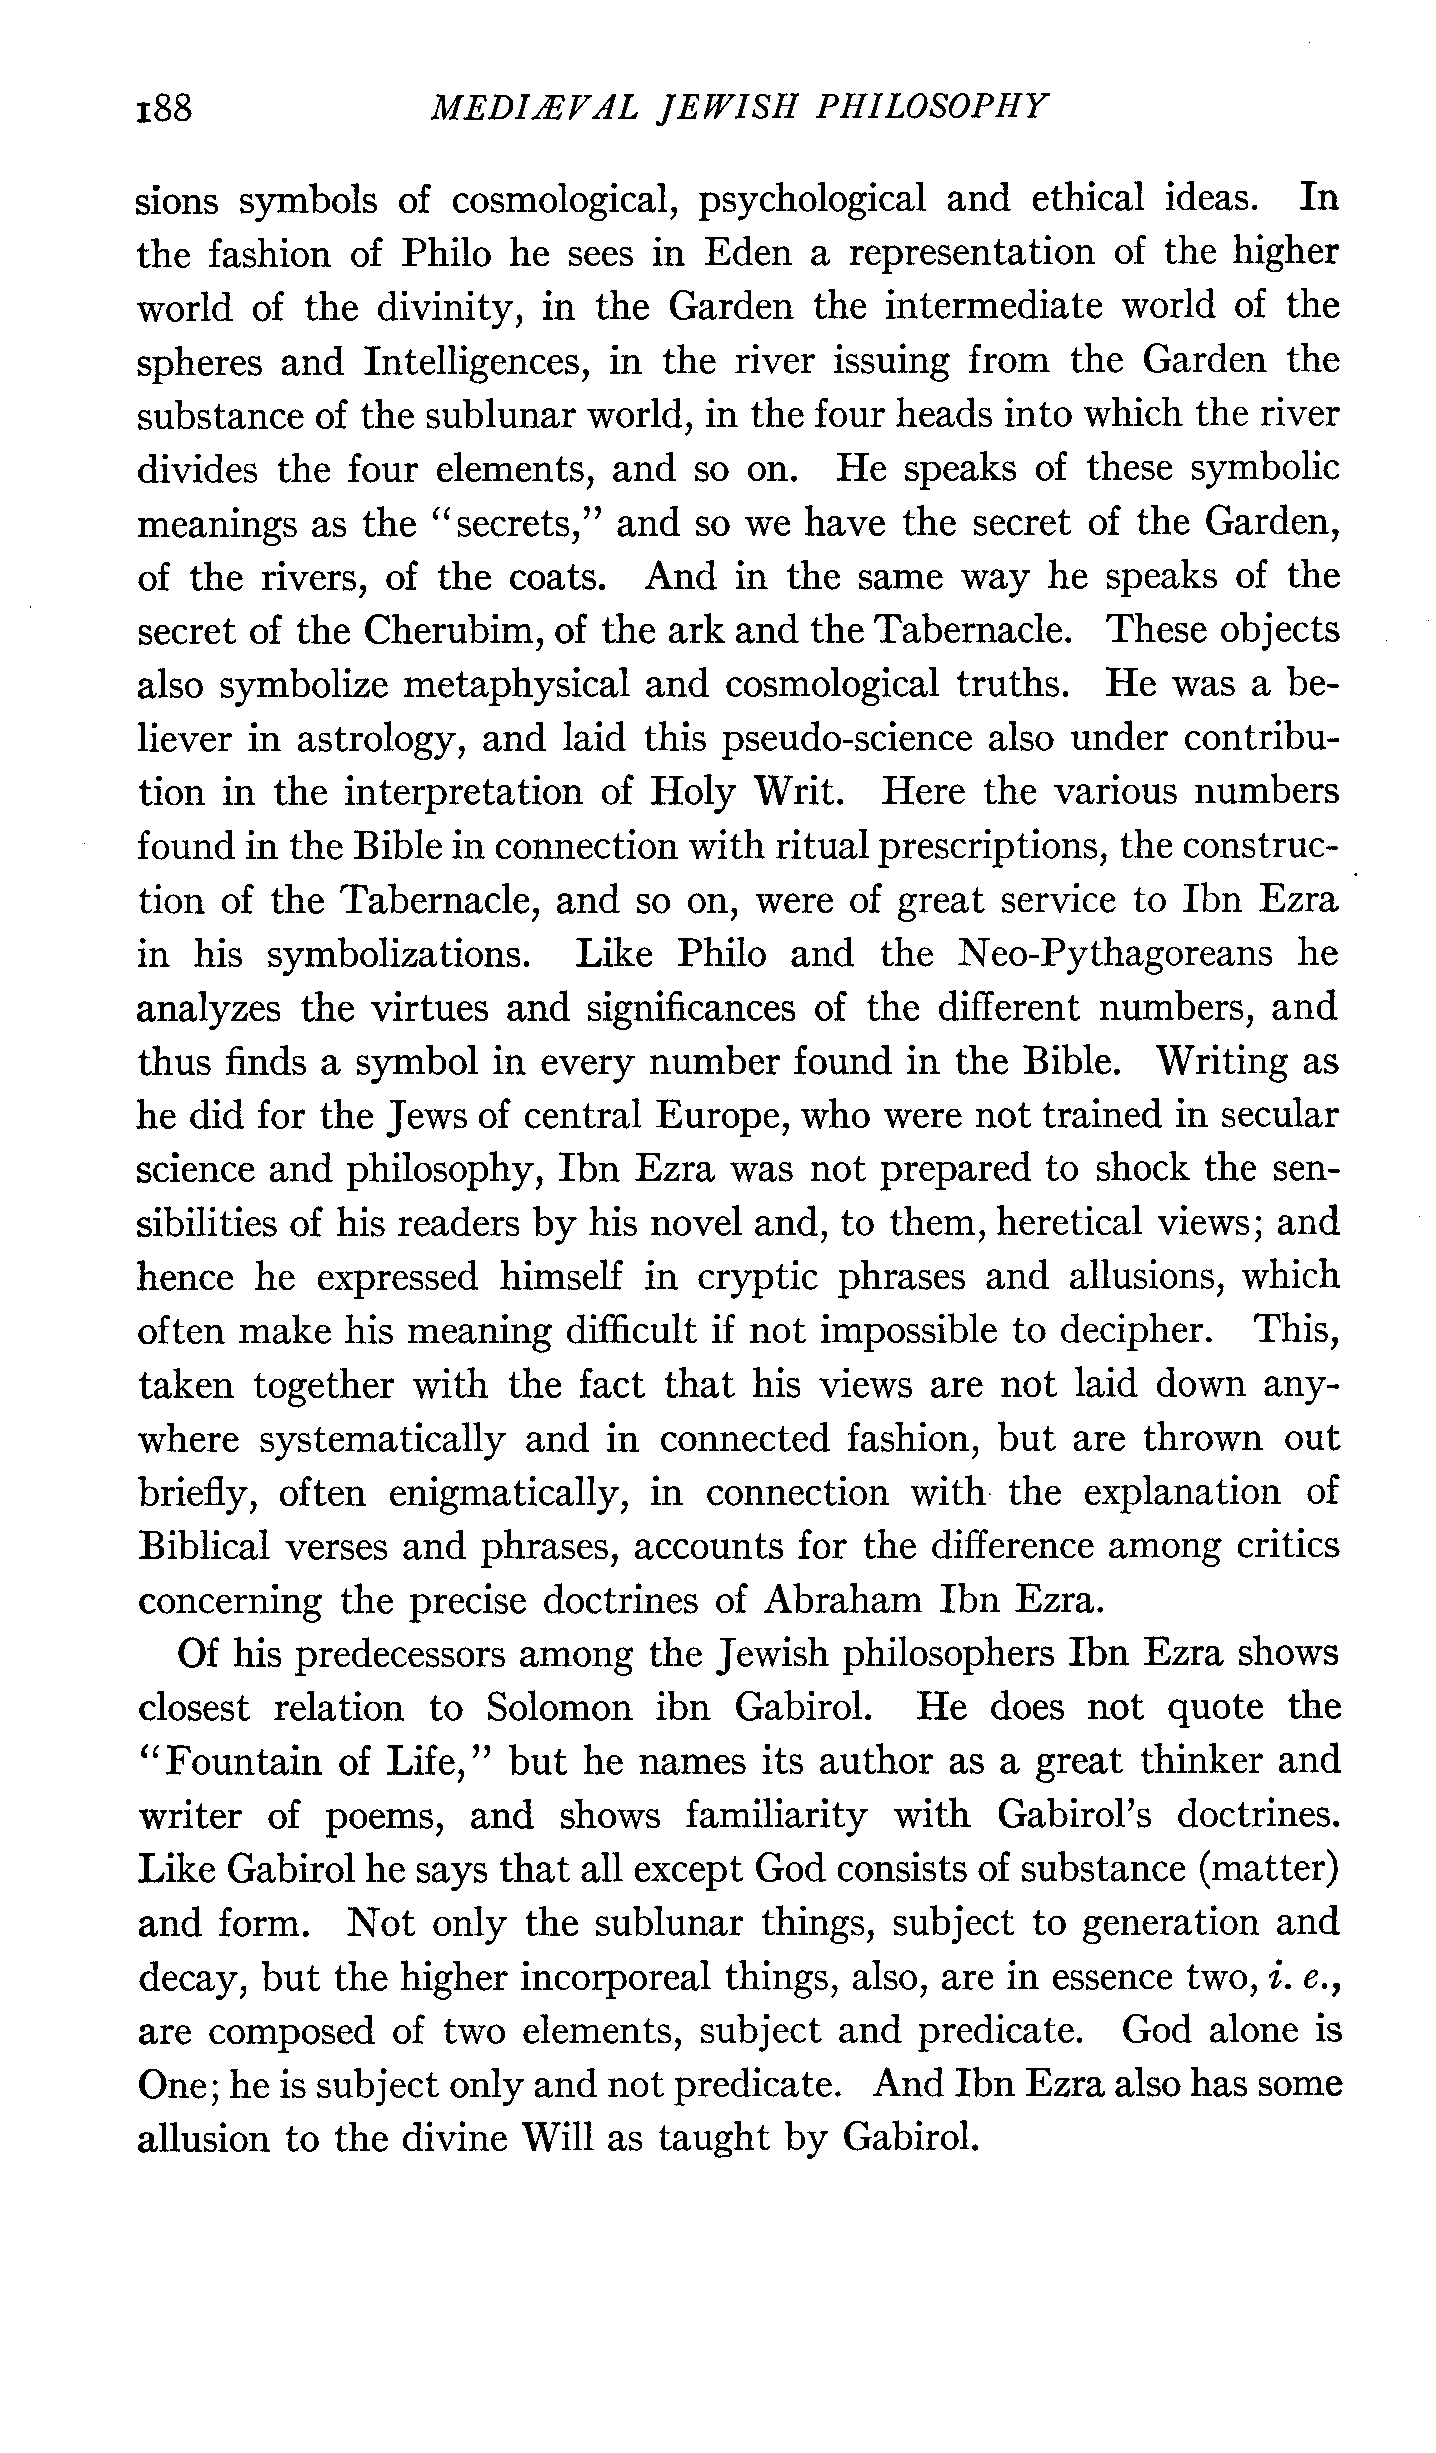 188 MEDIÆVAL JEWISH PHILOSOPHY
sions symbols of cosmological, psychological and ethical ideas. In
the fashion of Philo he sees in Eden a representation of the higher
world of the divinity, in the Garden the intermediate world of the
spheres and Intelligences, in the river issuing from the Garden the
substance of the sublunar world, in the four heads into which the river
divides the four elements, and so on. He speaks of these symbolic
meanings as the "secrets," and so we have the secret of the Garden,
of the rivers, of the coats. And in the same way he speaks of the
secret of the Cherubim, of the ark and the Tabernacle. These objects
also symbolize metaphysical and cosmological truths. He was a be-
liever in astrology, and laid this pseudo-science also under contribu-
tion in the interpretation of Holy Writ. Here the various numbers
found in the Bible in connection with ritual prescriptions, the construc-
tion of the Tabernacle, and so on, were of great service to Ibn Ezra
in his symbolizations. Like Philo and the Neo-Pythagoreans he
analyzes the virtues and significances of the different numbers, and
thus finds a symbol in every number found in the Bible. Writing as
he did for the Jews of central Europe, who were not trained in secular
science and philosophy, Ibn Ezra was not prepared to shock the sen-
sibilities of his readers by his novel and, to them, heretical views; and
hence he expressed himself in cryptic phrases and allusions, which
often make his meaning difficult if not impossible to decipher. This,
taken together with the fact that his views are not laid down any-
where systematically and in connected fashion, but are thrown out
briefly, often enigmatically, in connection with the explanation of
Biblical verses and phrases, accounts for the difference among critics
concerning the precise doctrines of Abraham Ibn Ezra.
Of his predecessors among the Jewish philosophers Ibn Ezra shows
closest relation to Solomon ibn Gabirol. He does not quote the
"Fountain of Life," but he names its author as a great thinker and
writer of poems, and shows familiarity with Gabirol's doctrines.
Like Gabirol he says that all except God consists of substance (matter)
and form. Not only the sublunar things, subject to generation and
decay, but the higher incorporeal things, also, are in essence two, i. e.,
are composed of two elements, subject and predicate. God alone is
One; he is subject only and not predicate. And Ibn Ezra also has some
allusion to the divine Will as taught by Gabirol.